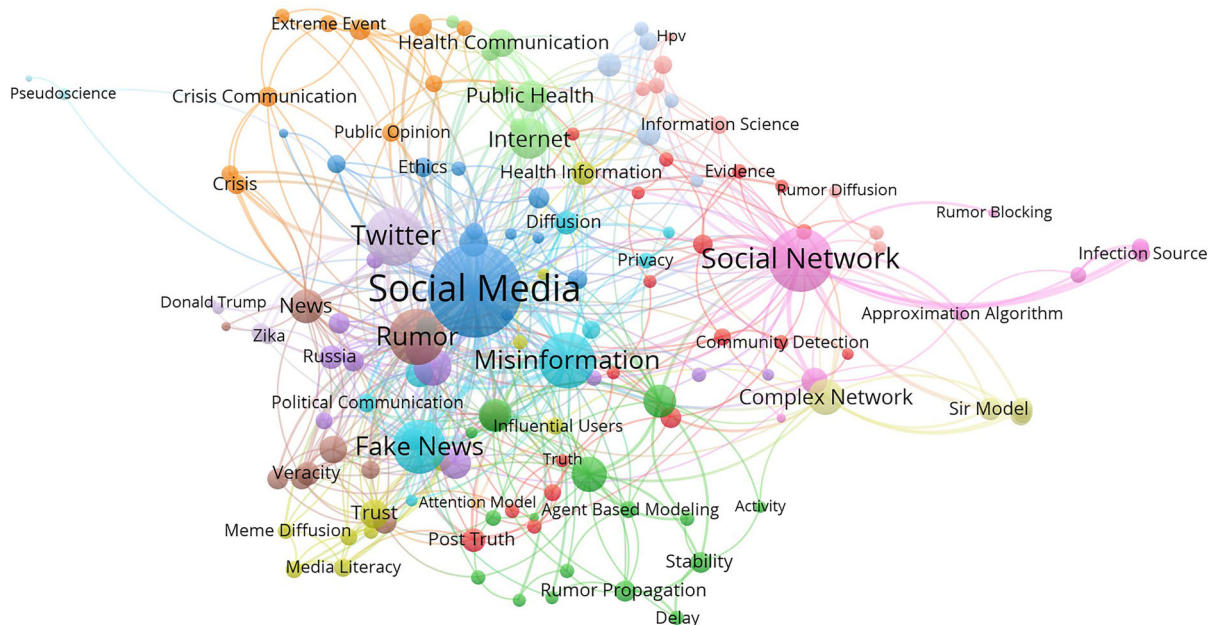 Extreme Event
Health Communication
Hpv
Pseudoscience
Crisis Communication
Public Health
Public Opinion
Internet
Information Science
Ethics
Health Information
Evidence
Crisis
Rumor Diffusion
Diffusion
Rumor Blocking
Twitter
Privacy
Social Network
Infection Source
Social Media
Donald Trump
News
Approximation Algorithm
Zika
Rumor
Russia
Misinformation
Community Detection
Political Communication
Complex Network
Sir Model
Influential Users
Fake News
Veracity
Truth
Trust
Attention Model
Agent Based Modeling
Activity
Meme Diffusion
Post Truth
Media Literacy
Stability
Rumor Propagation
Delay